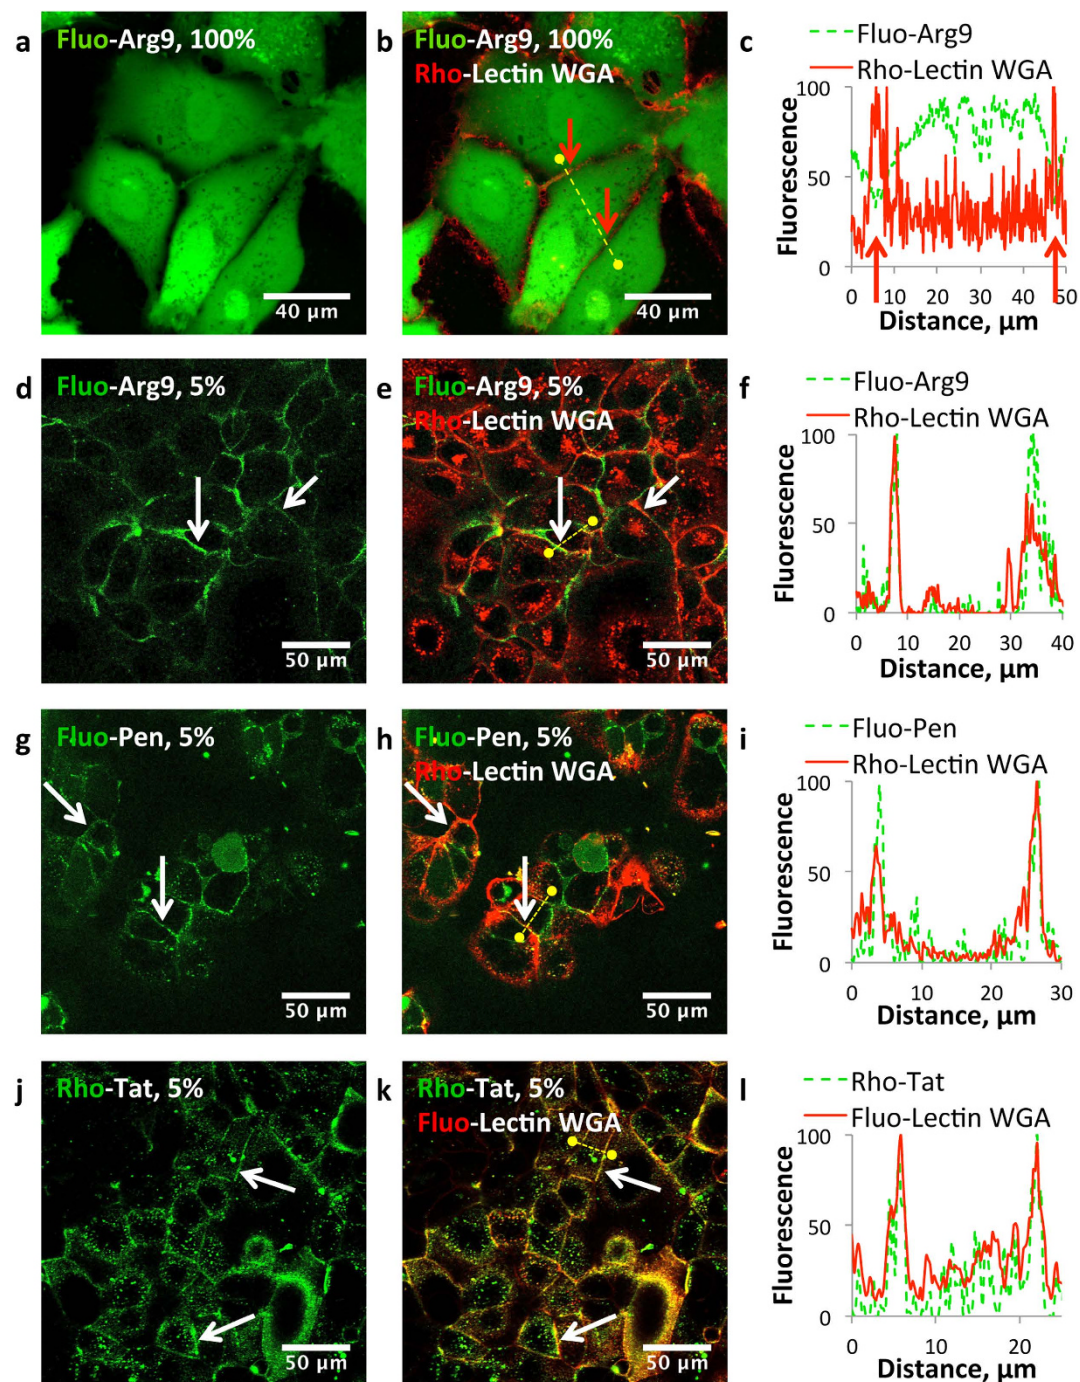 a
Fluo-Arg9, 100%
40 µm
b
Fluo-Arg9, 100%
Rho-Lectin WGA
40 µm
c
Fluo-Arg9
Rho-Lectin WGA
Fluorescence
100
50
0
0 10 20 30 40 50
Distance, µm
d
Fluo-Arg9, 5%
50 µm
e
Fluo-Arg9, 5%
Rho-Lectin WGA
50 µm
f
Fluo-Arg9
Rho-Lectin WGA
Fluorescence
100
50
0
0 10 20 30 40
Distance, µm
g
Fluo-Pen, 5%
50 µm
h
Fluo-Pen, 5%
Rho-Lectin WGA
50 µm
i
Fluo-Pen
Rho-Lectin WGA
Fluorescence
100
50
0
0 10 20 30
Distance, µm
j
Rho-Tat, 5%
50 µm
k
Rho-Tat, 5%
Fluo-Lectin WGA
50 µm
l
Rho-Tat
Fluo-Lectin WGA
Fluorescence
100
50
0
0 10 20
Distance, µm